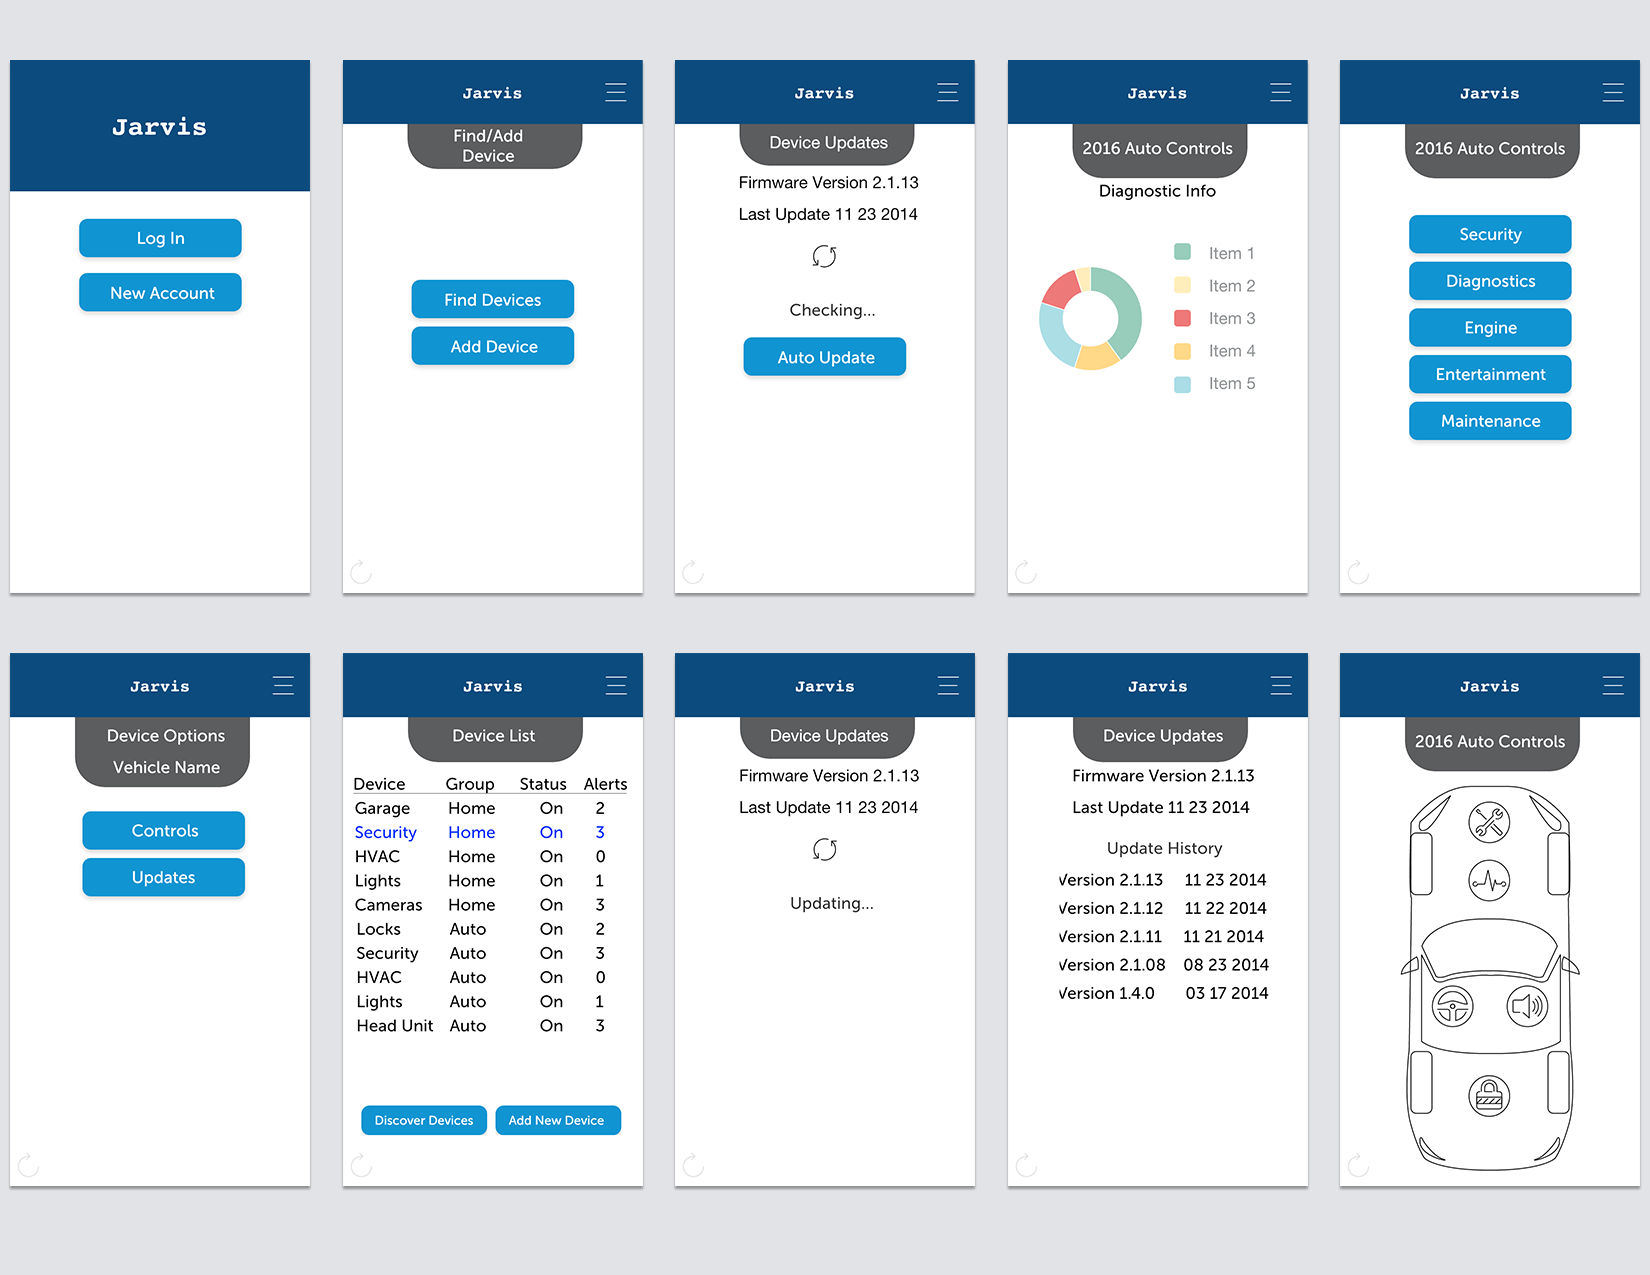 Jarvis
Log In
New Account
Jarvis
Find/Add
Device
Find Devices
Add Device
Jarvis
Device Updates
Firmware Version 2.1.13
Last Update 11 23 2014
Checking...
Auto Update
Jarvis
2016 Auto Controls
Diagnostic Info
Item 1
Item 2
Item 3
Item 4
Item 5
Jarvis
2016 Auto Controls
Security
Diagnostics
Engine
Entertainment
Maintenance
Jarvis
Device Options
Vehicle Name
Controls
Updates
Jarvis
Device List
Device Group Status Alerts
Garage Home On 2
Security Home On 3
HVAC Home On 0
Lights Home On 1
Cameras Home On 3
Locks Auto On 2
Security Auto On 3
HVAC Auto On 0
Lights Auto On 1
Head Unit Auto On 3
Discover Devices Add New Device
Jarvis
Device Updates
Firmware Version 2.1.13
Last Update 11 23 2014
Updating...
Jarvis
Device Updates
Firmware Version 2.1.13
Last Update 11 23 2014
Update History
Version 2.1.13 11 23 2014
Version 2.1.12 11 22 2014
Version 2.1.11 11 21 2014
Version 2.1.08 08 23 2014
Version 1.4.0 03 17 2014
Jarvis
2016 Auto Controls